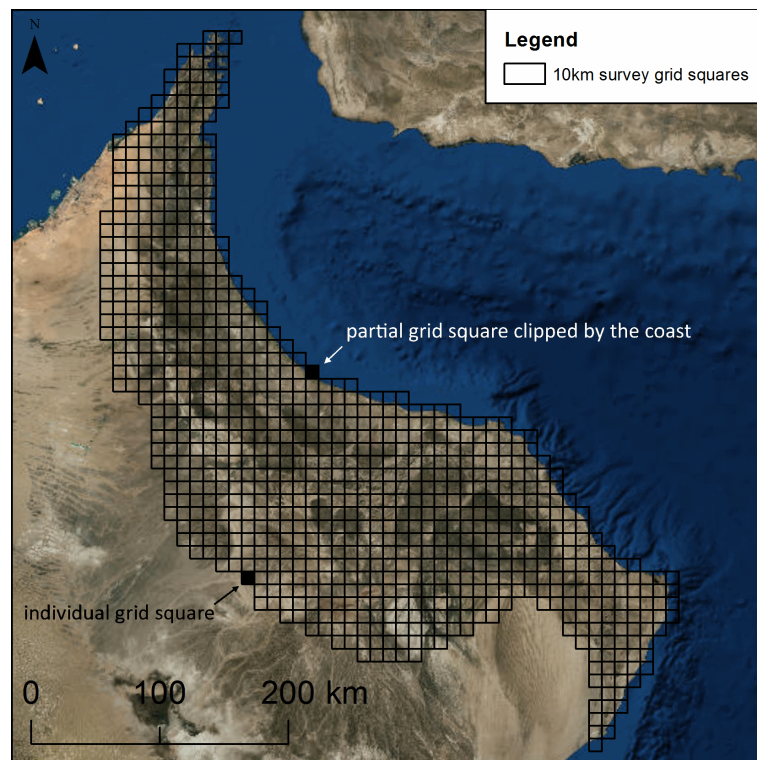 N
Legend
10km survey grid squares
partial grid square clipped by the coast
individual grid square
0 100 200 km